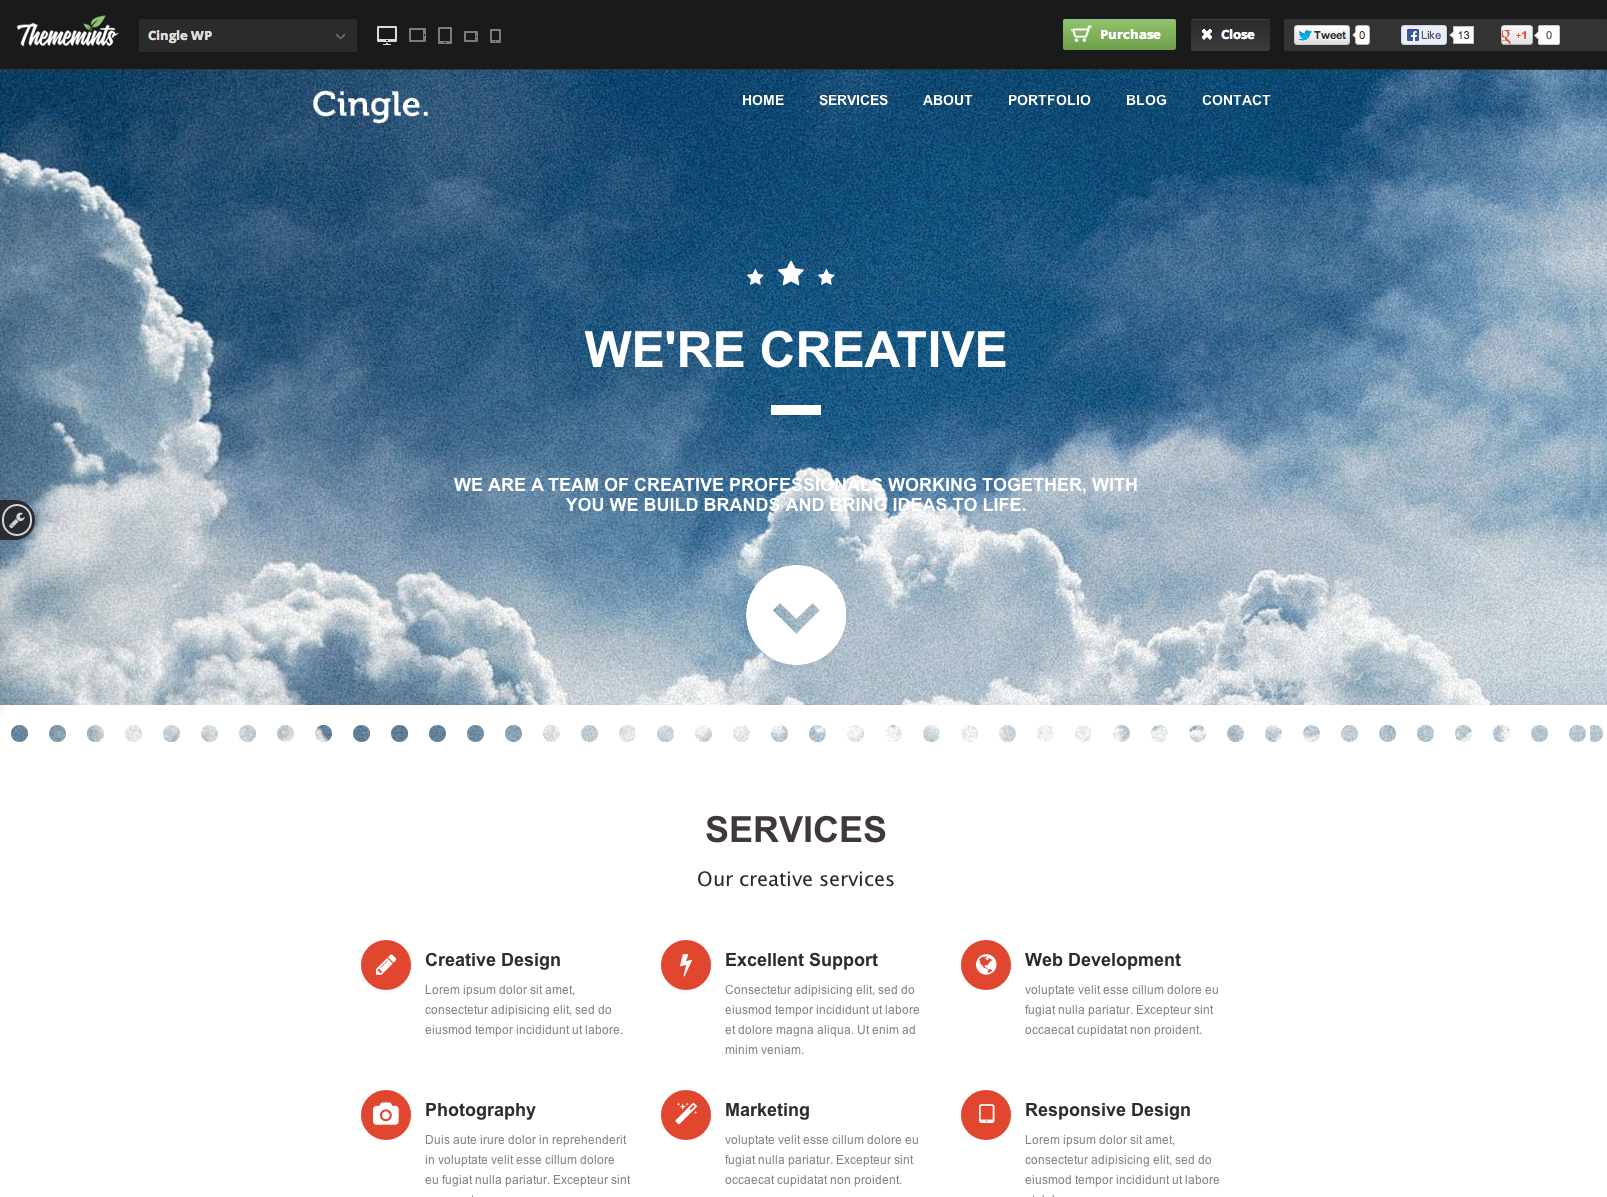 Thememints
Cingle WP
Purchase
Close
Tweet 0
Like 13
+1 0
Cingle.
HOME SERVICES ABOUT PORTFOLIO BLOG CONTACT
WE'RE CREATIVE
WE ARE A TEAM OF CREATIVE PROFESSIONALS WORKING TOGETHER, WITH
YOU WE BUILD BRANDS AND BRING IDEAS TO LIFE.
SERVICES
Our creative services
Creative Design
Lorem ipsum dolor sit amet,
consectetur adipisicing elit, sed do
eiusmod tempor incididunt ut labore.
Excellent Support
Consectetur adipisicing elit, sed do
eiusmod tempor incididunt ut labore
et dolore magna aliqua. Ut enim ad
minim veniam.
Web Development
voluptate velit esse cillum dolore eu
fugiat nulla pariatur. Excepteur sint
occaecat cupidatat non proident.
Photography
Duis aute irure dolor in reprehenderit
in voluptate velit esse cillum dolore
eu fugiat nulla pariatur. Excepteur sint
Marketing
voluptate velit esse cillum dolore eu
fugiat nulla pariatur. Excepteur sint
occaecat cupidatat non proident.
Responsive Design
Lorem ipsum dolor sit amet,
consectetur adipisicing elit, sed do
eiusmod tempor incididunt ut labore